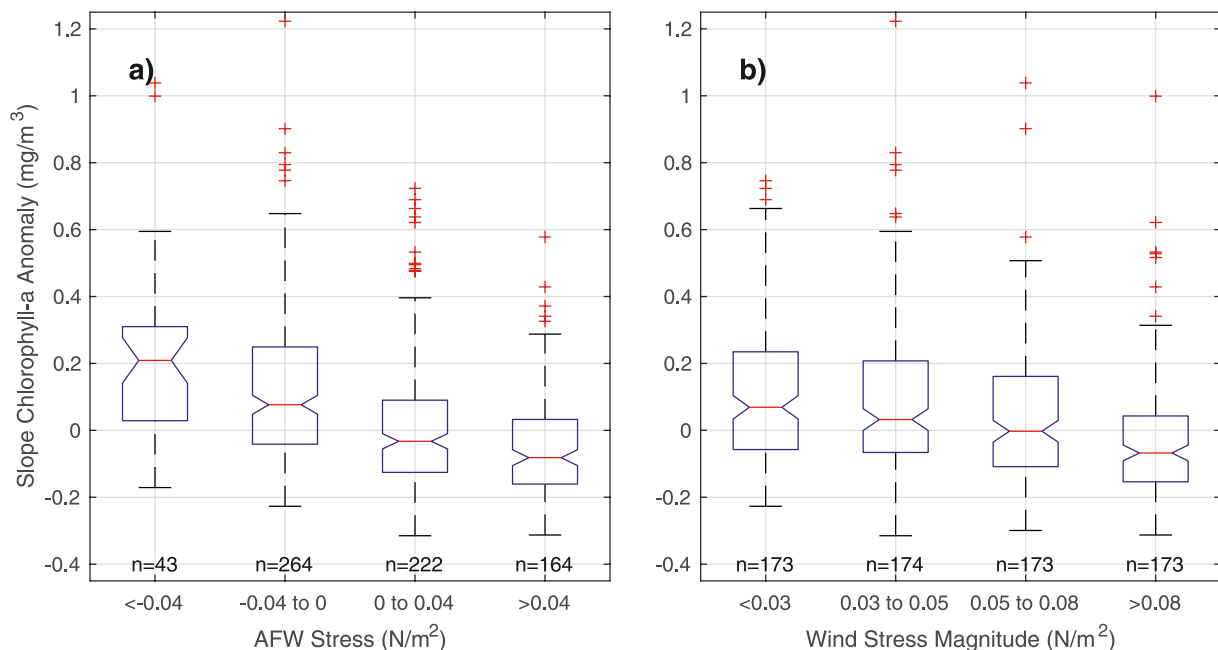 a)
Slope Chlorophyll-a Anomaly (mg/m³)
1.2
1
0.8
0.6
0.4
0.2
0
-0.2
-0.4
n=43 n=264 n=222 n=164
<-0.04 -0.04 to 0 0 to 0.04 >0.04
AFW Stress (N/m²)
b)
1.2
1
0.8
0.6
0.4
0.2
0
-0.2
-0.4
n=173 n=174 n=173 n=173
<0.03 0.03 to 0.05 0.05 to 0.08 >0.08
Wind Stress Magnitude (N/m²)